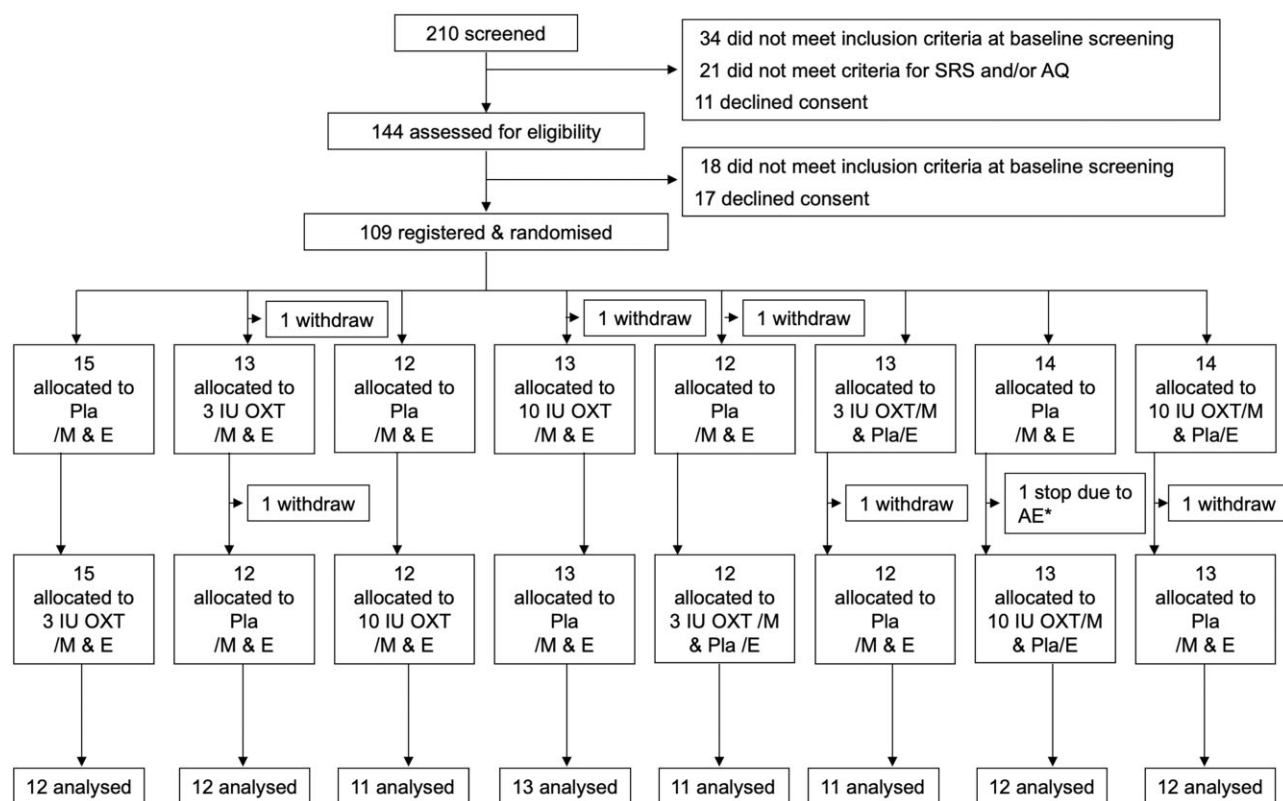 210 screened
34 did not meet inclusion criteria at baseline screening
21 did not meet criteria for SRS and/or AQ
11 declined consent
144 assessed for eligibility
18 did not meet inclusion criteria at baseline screening
17 declined consent
109 registered & randomised
1 withdraw
1 withdraw
1 withdraw
15
allocated to
Pla
/M & E
13
allocated to
3 IU OXT
/M & E
12
allocated to
Pla
/M & E
13
allocated to
10 IU OXT
/M & E
12
allocated to
Pla
/M & E
13
allocated to
3 IU OXT/M
& Pla/E
14
allocated to
Pla
/M & E
14
allocated to
10 IU OXT/M
& Pla/E
1 withdraw
1 withdraw
1 stop due to
AE*
1 withdraw
15
allocated to
3 IU OXT
/M & E
12
allocated to
Pla
/M & E
12
allocated to
10 IU OXT
/M & E
13
allocated to
Pla
/M & E
12
allocated to
3 IU OXT /M
& Pla /E
12
allocated to
Pla
/M & E
13
allocated to
10 IU OXT/M
& Pla/E
13
allocated to
Pla
/M & E
12 analysed
12 analysed
11 analysed
13 analysed
11 analysed
11 analysed
12 analysed
12 analysed